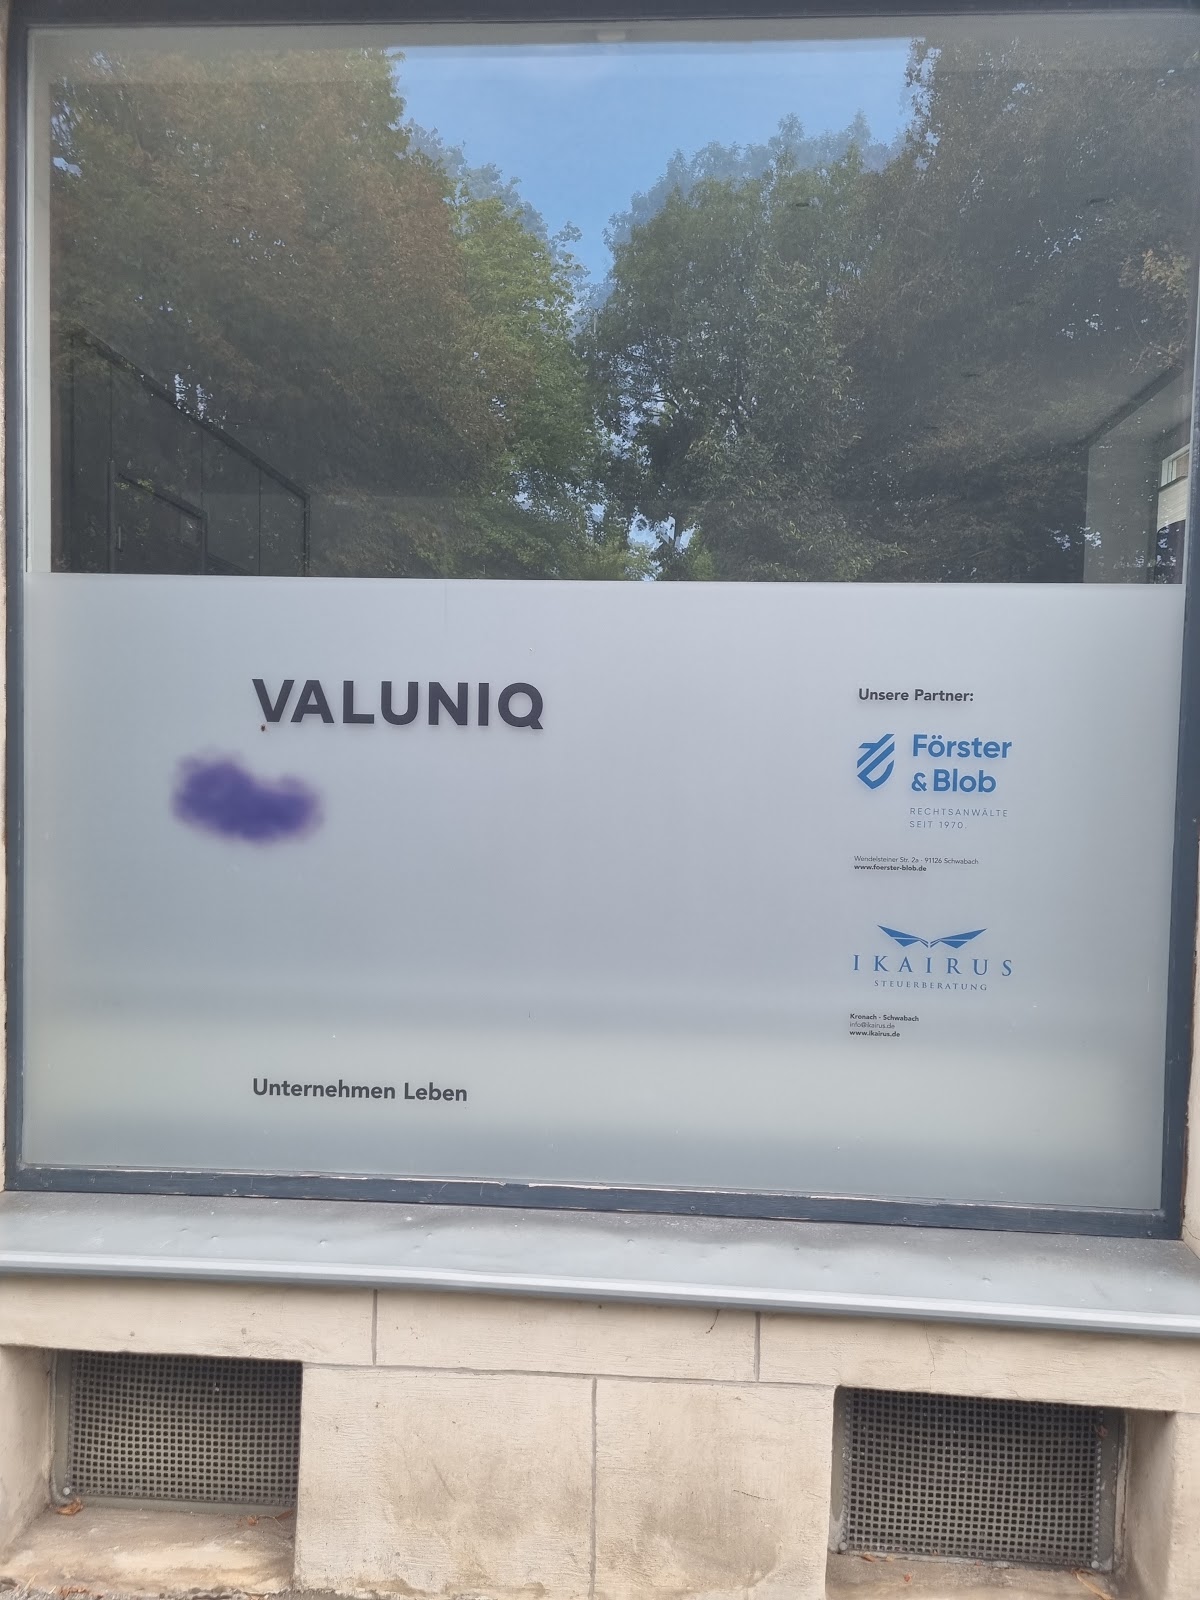 VALUNIQ
Unternehmen Leben
Unsere Partner:
Förster
& Blob
RECHTSANWÄLTE
SEIT 1970.
Wendelsteiner Str. 2a · 91126 Schwabach
www.foerster-blob.de
IKAIRUS
STEUERBERATUNG
Kronach · Schwabach
info@ikairus.de
www.ikairus.de